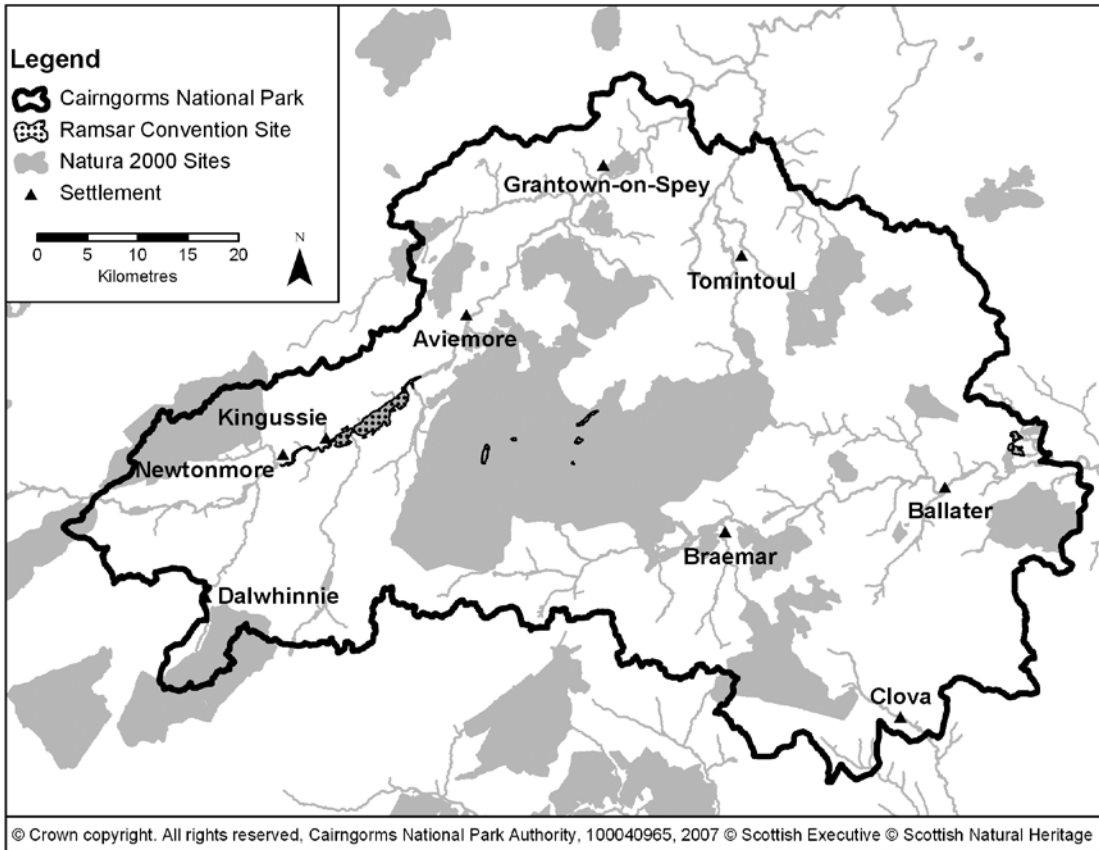 Legend
Cairngorms National Park
Ramsar Convention Site
Natura 2000 Sites
Settlement
0 5 10 15 20
Kilometres
N
Grantown-on-Spey
Tomintoul
Aviemore
Kingussie
Newtonmore
Ballater
Braemar
Dalwhinnie
Clova
© Crown copyright. All rights reserved, Cairngorms National Park Authority, 100040965, 2007 © Scottish Executive © Scottish Natural Heritage